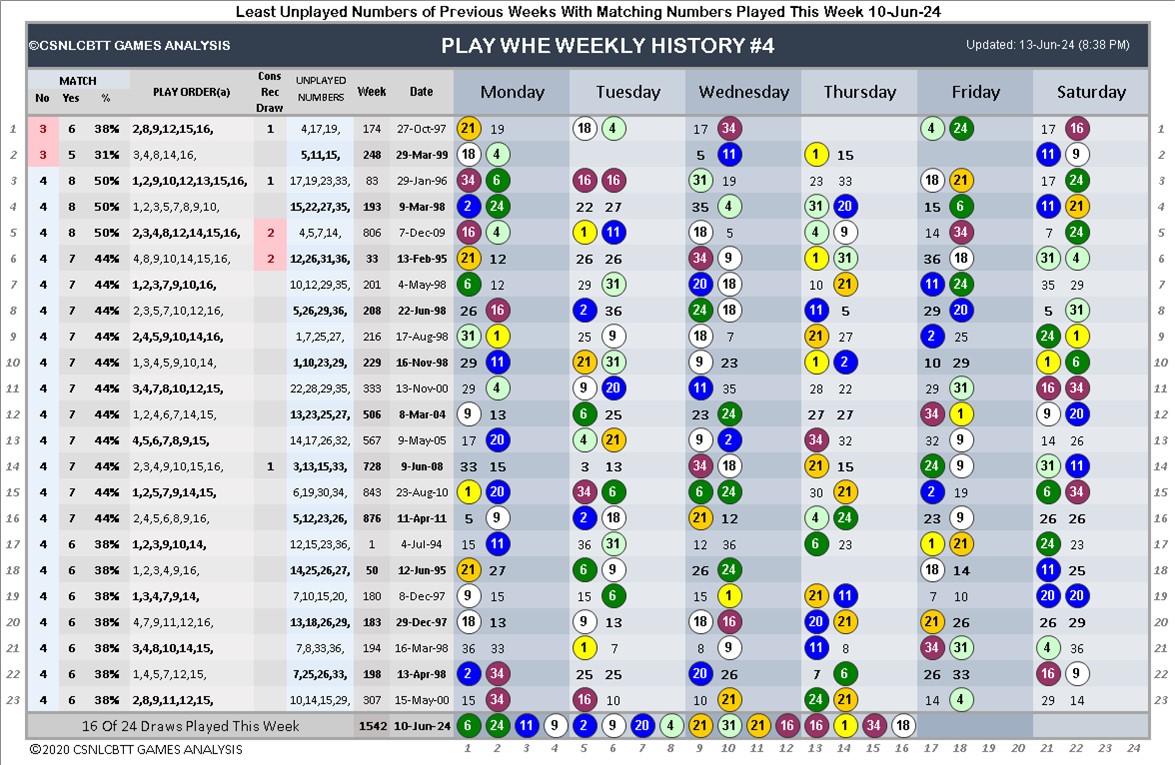 Least Unplayed Numbers of Previous Weeks With Matching Numbers Played This Week 10-Jun-24
©CSNLCBTT GAMES ANALYSIS PLAY WHE WEEKLY HISTORY #4 Updated: 13-Jun-24 (8:38 PM)
MATCH No Yes % PLAY ORDER(a) Cons Rec Draw UNPLAYED NUMBERS Week Date Monday Tuesday Wednesday Thursday Friday Saturday
1 3 6 38% 2,8,9,12,15,16, 1 4,17,19, 174 27-Oct-97 21 19 18 4 17 34 4 24 17 16 1
2 3 5 31% 3,4,8,14,16, 5,11,15, 248 29-Mar-99 18 4 5 11 1 15 11 9 2
3 4 8 50% 1,2,9,10,12,13,15,16, 1 17,19,23,33, 83 29-Jan-96 34 6 16 16 31 19 23 33 18 21 17 24 3
4 4 8 50% 1,2,3,5,7,8,9,10, 15,22,27,35, 193 9-Mar-98 2 24 22 27 35 4 31 20 15 6 11 21 4
5 4 8 50% 2,3,4,8,12,14,15,16, 2 4,5,7,14, 806 7-Dec-09 16 4 1 11 18 5 4 9 14 34 7 24 5
6 4 7 44% 4,8,9,10,14,15,16, 2 12,26,31,36, 33 13-Feb-95 21 12 26 26 34 9 1 31 36 18 31 4 6
7 4 7 44% 1,2,3,7,9,10,16, 10,12,29,35, 201 4-May-98 6 12 29 31 20 18 10 21 11 24 35 29 7
8 4 7 44% 2,3,5,7,10,12,16, 5,26,29,36, 208 22-Jun-98 26 16 2 36 24 18 11 5 29 20 5 31 8
9 4 7 44% 2,4,5,9,10,14,16, 1,7,25,27, 216 17-Aug-98 31 1 25 9 18 7 21 27 2 25 24 1 9
10 4 7 44% 1,3,4,5,9,10,14, 1,10,23,29, 229 16-Nov-98 29 11 21 31 9 23 1 2 10 29 1 6 10
11 4 7 44% 3,4,7,8,10,12,15, 22,28,29,35, 333 13-Nov-00 29 4 9 20 11 35 28 22 29 31 16 34 11
12 4 7 44% 1,2,4,6,7,14,15, 13,23,25,27, 506 8-Mar-04 9 13 6 25 23 24 27 27 34 1 9 20 12
13 4 7 44% 4,5,6,7,8,9,15, 14,17,26,32, 567 9-May-05 17 20 4 21 9 2 34 32 32 9 14 26 13
14 4 7 44% 2,3,4,9,10,15,16, 1 3,13,15,33, 728 9-Jun-08 33 15 3 13 34 18 21 15 24 9 31 11 14
15 4 7 44% 1,2,5,7,9,14,15, 6,19,30,34, 843 23-Aug-10 1 20 34 6 6 24 30 21 2 19 6 34 15
16 4 7 44% 2,4,5,6,8,9,16, 5,12,23,26, 876 11-Apr-11 5 9 2 18 21 12 4 24 23 9 26 26 16
17 4 6 38% 1,2,3,9,10,14, 12,15,23,36, 1 4-Jul-94 15 11 36 31 12 36 6 23 1 21 24 23 17
18 4 6 38% 1,2,3,4,9,16, 14,25,26,27, 50 12-Jun-95 21 27 6 9 26 24 18 14 11 25 18
19 4 6 38% 1,3,4,7,9,14, 7,10,15,20, 180 8-Dec-97 9 15 15 6 15 1 21 11 7 10 20 20 19
20 4 6 38% 4,7,9,11,12,16, 13,18,26,29, 183 29-Dec-97 18 13 9 13 18 16 20 21 21 26 26 29 20
21 4 6 38% 3,4,8,10,14,15, 7,8,33,36, 194 16-Mar-98 36 33 1 7 8 9 11 8 34 31 4 36 21
22 4 6 38% 1,4,5,7,12,15, 7,25,26,33, 198 13-Apr-98 2 34 25 25 20 26 7 6 26 33 16 9 22
23 4 6 38% 2,8,9,11,12,15, 10,14,15,29, 307 15-May-00 15 34 16 10 10 21 24 21 14 4 29 14 23
16 Of 24 Draws Played This Week 1542 10-Jun-24 6 24 11 9 2 9 20 4 21 31 21 16 16 1 34 18
©2020 CSNLCBTT GAMES ANALYSIS 1 2 3 4 5 6 7 8 9 10 11 12 13 14 15 16 17 18 19 20 21 22 23 24